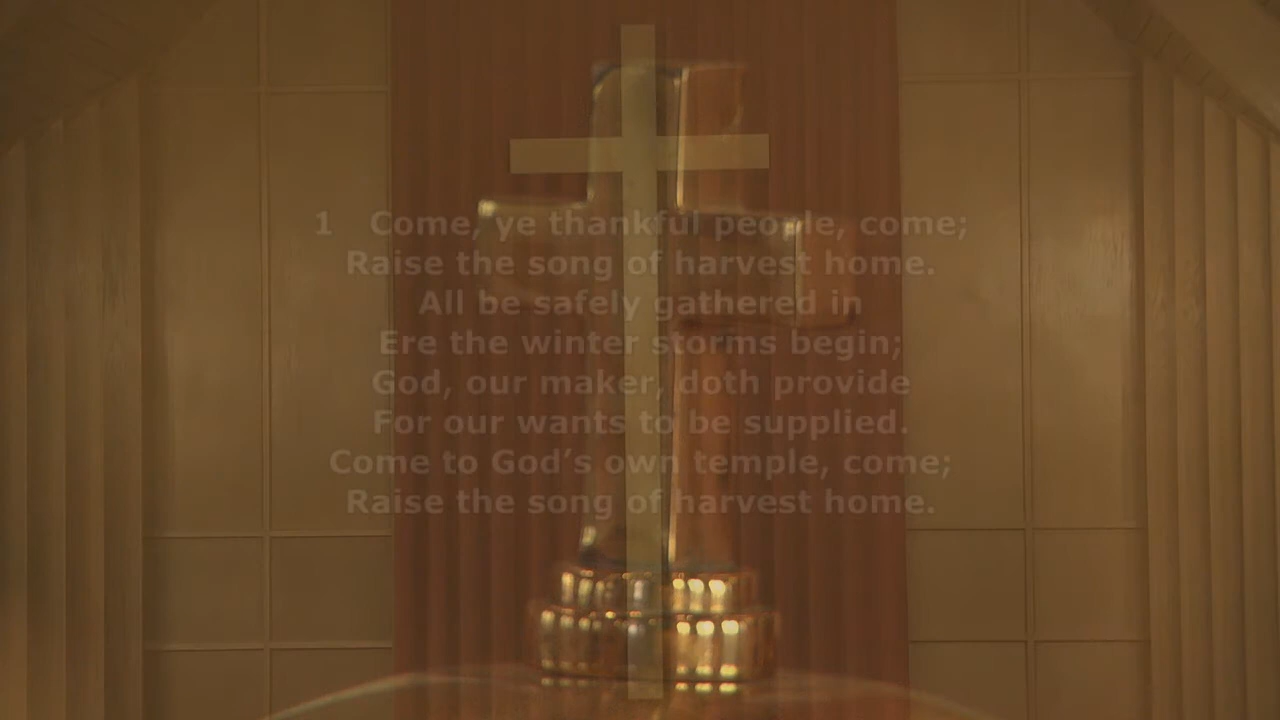 1 Come, ye thankful people, come;
Raise the song of harvest home.
All be safely gathered in
Ere the winter storms begin;
God, our maker, doth provide
For our wants to be supplied.
Come to God’s own temple, come;
Raise the song of harvest home.